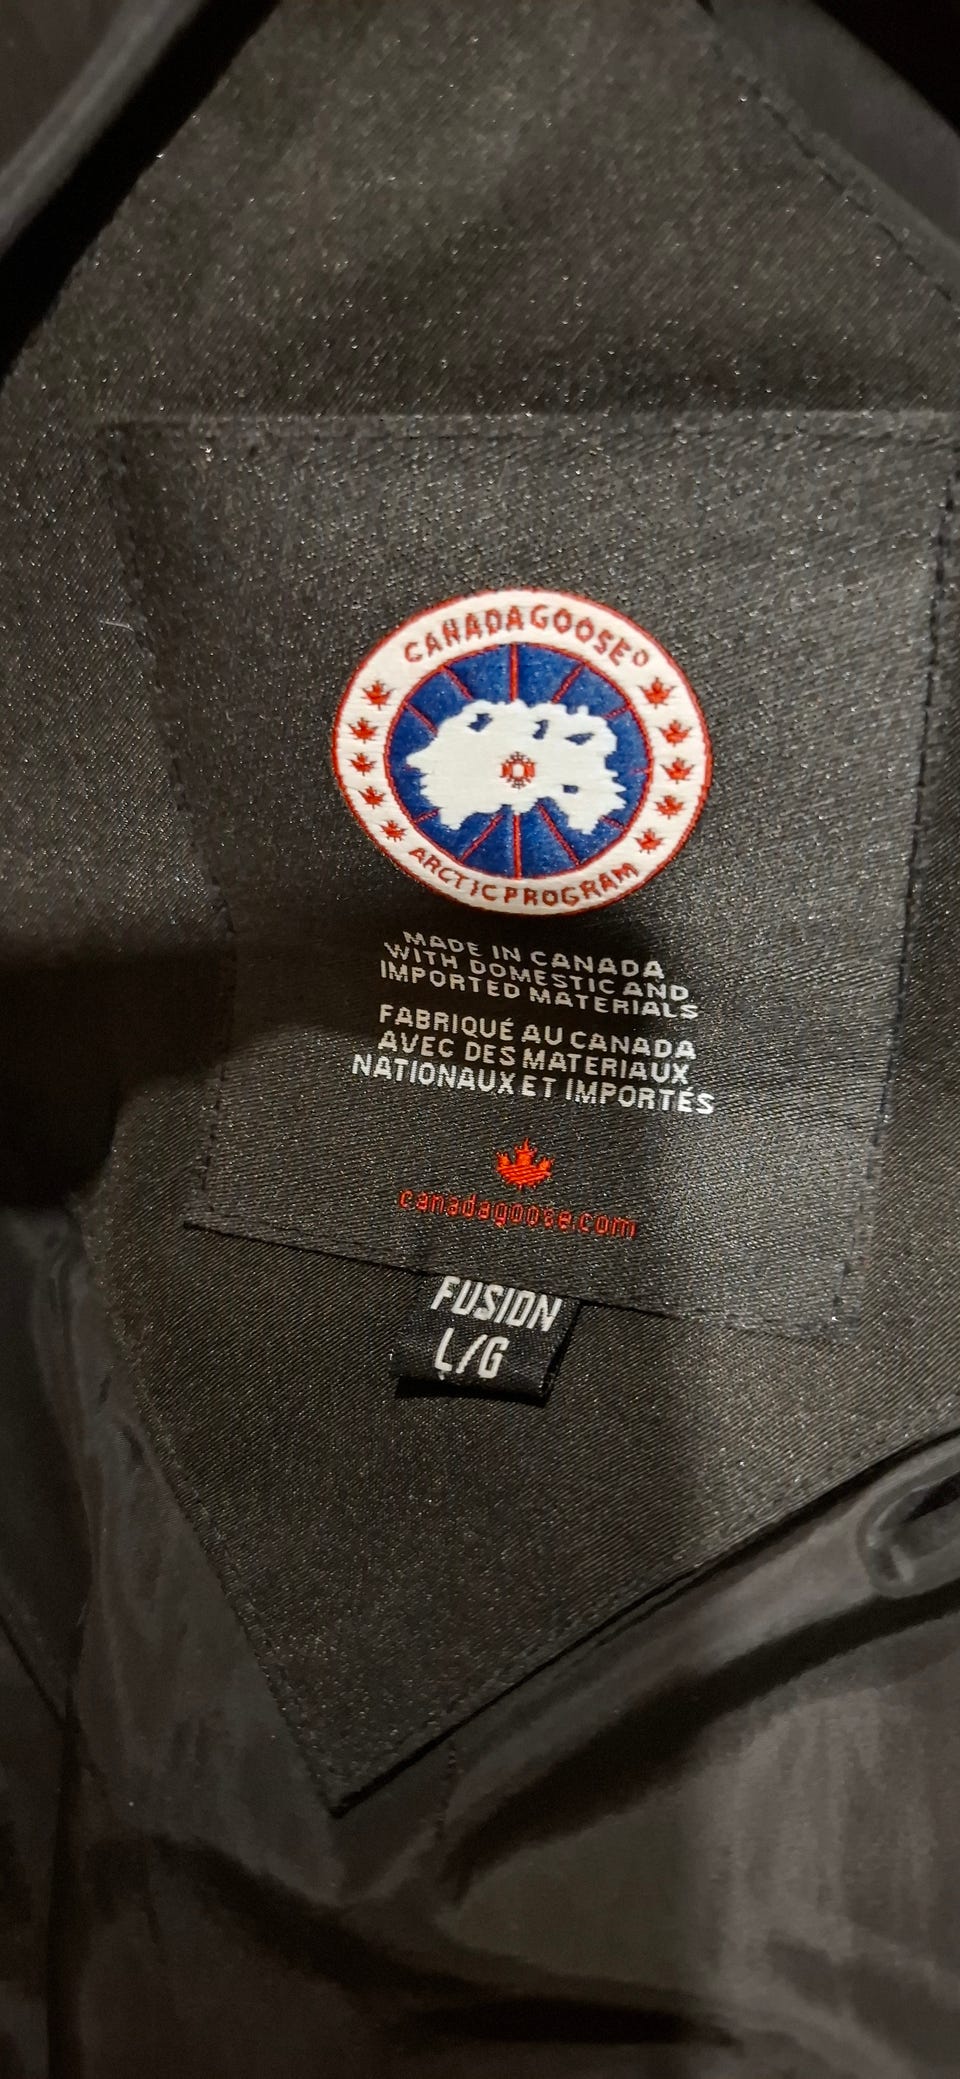 CANADA GOOSE®
ARCTIC PROGRAM
MADE IN CANADA
WITH DOMESTIC AND
IMPORTED MATERIALS
FABRIQUÉ AU CANADA
AVEC DES MATERIAUX
NATIONAUX ET IMPORTÉS
canadagoose.com
FUSION
L/G